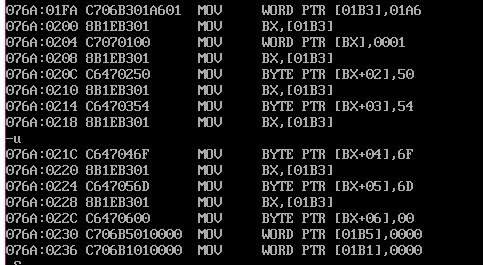 076A:01FA C706B301A601 MOV WORD PTR [01B3],01A6
076A:0200 8B1EB301 MOV BX,[01B3]
076A:0204 C7070100 MOV WORD PTR [BX],0001
076A:0208 8B1EB301 MOV BX,[01B3]
076A:020C C6470250 MOV BYTE PTR [BX+02],50
076A:0210 8B1EB301 MOV BX,[01B3]
076A:0214 C6470354 MOV BYTE PTR [BX+03],54
076A:0218 8B1EB301 MOV BX,[01B3]
-u
076A:021C C647046F MOV BYTE PTR [BX+04],6F
076A:0220 8B1EB301 MOV BX,[01B3]
076A:0224 C647056D MOV BYTE PTR [BX+05],6D
076A:0228 8B1EB301 MOV BX,[01B3]
076A:022C C6470600 MOV BYTE PTR [BX+06],00
076A:0230 C706B5010000 MOV WORD PTR [01B5],0000
076A:0236 C706B1010000 MOV WORD PTR [01B1],0000